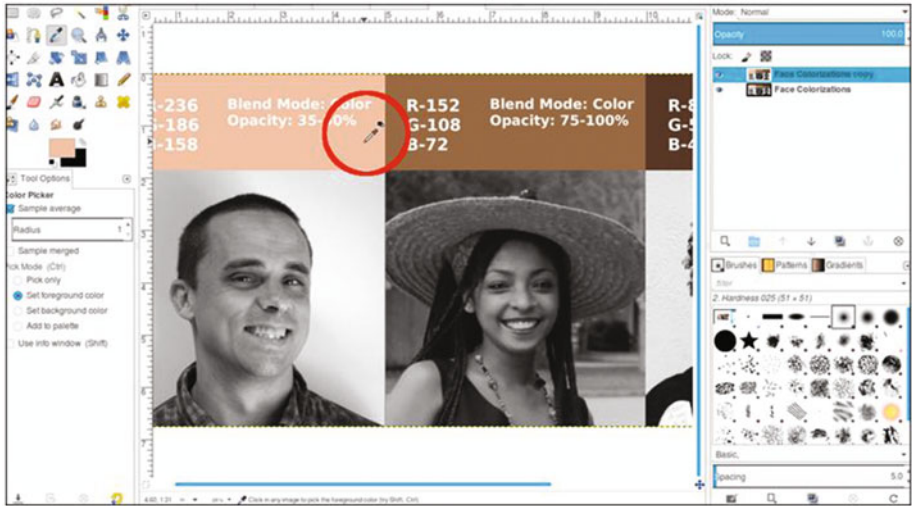 Mode: Normal
Opacity 100.0
Lock:
Face Colorizations copy
Face Colorizations
R-236 Blend Mode: Color
G-186
B-158
R-152 Blend Mode: Color
G-108 Opacity: 75-100%
B-72
Tool Options
Color Picker
Sample average
Radius 1
Sample merged
Pick Mode (Ctrl)
Pick only
Set foreground color
Set background color
Add to palette
Use info window (Shift)
Brushes Patterns Gradients
filter
2. Hardness 025 (51 × 51)
Basic,
Spacing 5.0
Click in any image to pick the foreground color (try Shift, Ctrl)